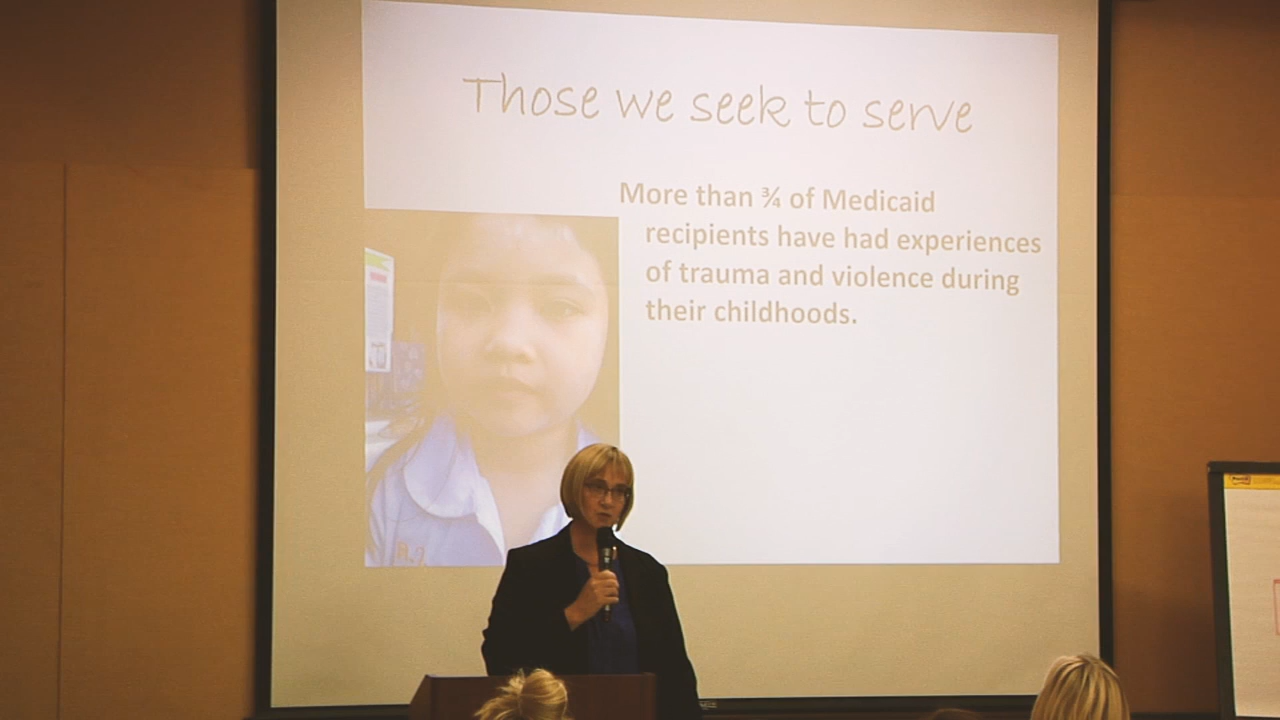 Those we seek to serve
More than ¾ of Medicaid
recipients have had experiences
of trauma and violence during
their childhoods.